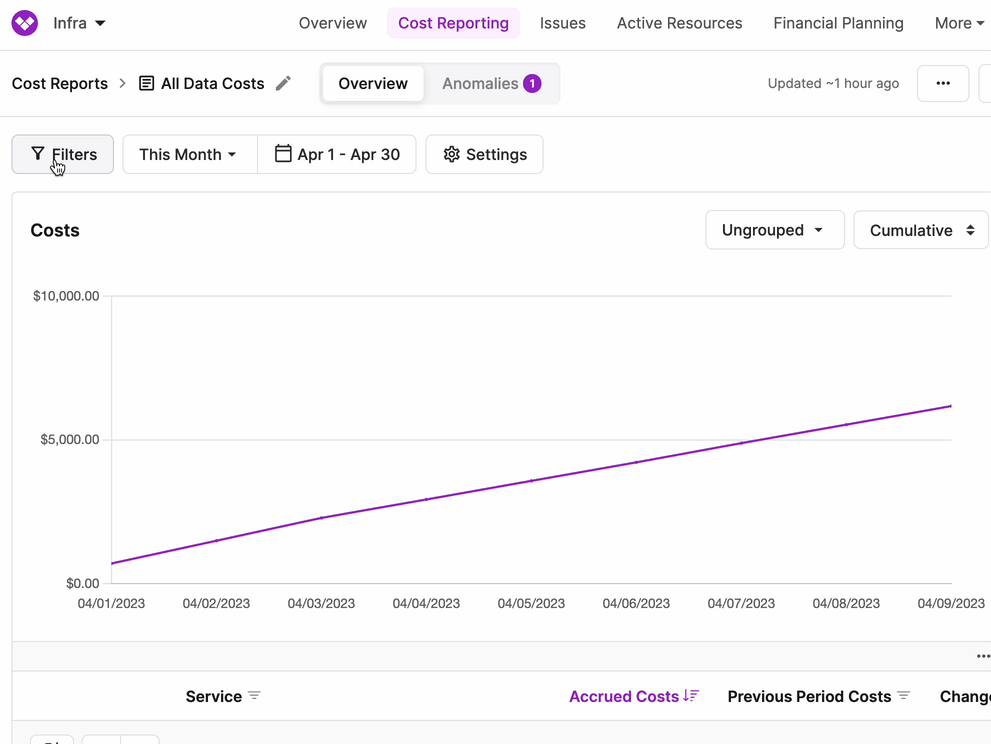 Infra Overview Cost Reporting Issues Active Resources Financial Planning More
Cost Reports > All Data Costs Overview Anomalies 1 Updated ~1 hour ago ...
Filters This Month Apr 1 - Apr 30 Settings
Costs Ungrouped Cumulative
$10,000.00
$5,000.00
$0.00
04/01/2023 04/02/2023 04/03/2023 04/04/2023 04/05/2023 04/06/2023 04/07/2023 04/08/2023 04/09/2023
Service Accrued Costs Previous Period Costs Change